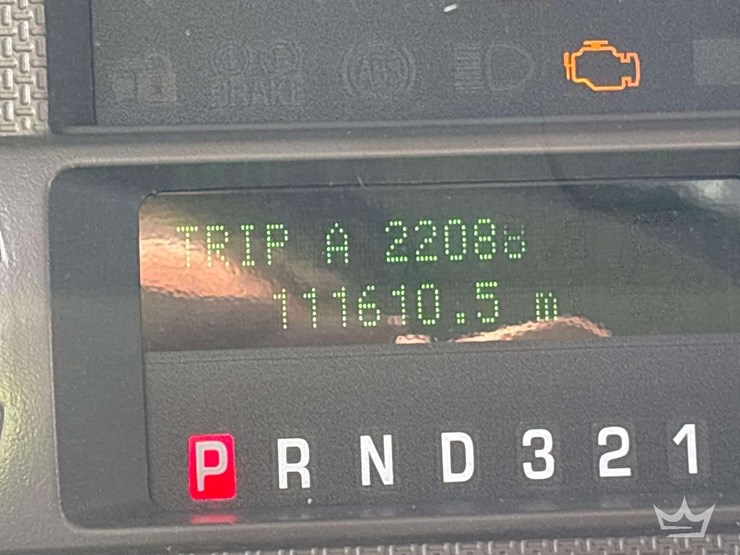 BRAKE
ABS
TRIP A 2208
111610.5 m
P R N D 3 2 1